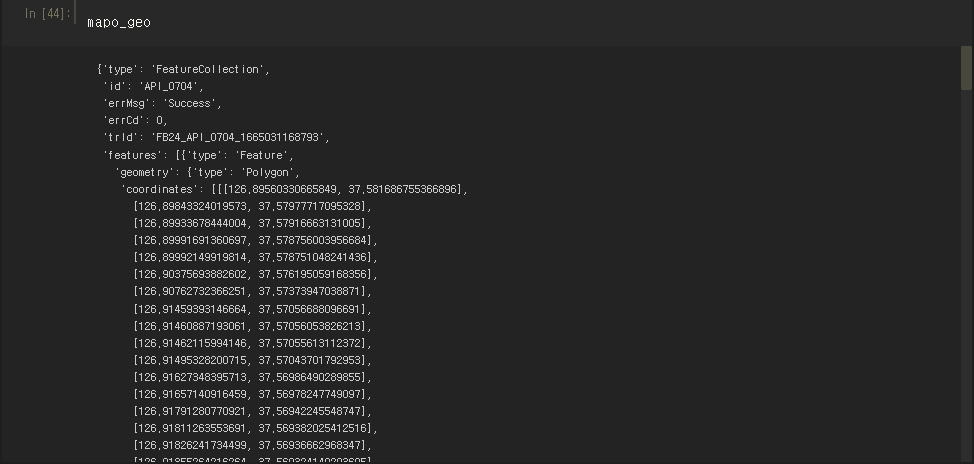 In [44]:
mapo_geo
{'type': 'FeatureCollection',
'id': 'API_0704',
'errMsg': 'Success',
'errCd': 0,
'trId': 'FB24_API_0704_1665031168793',
'features': [{'type': 'Feature',
'geometry': {'type': 'Polygon',
'coordinates': [[[126.89560330665849, 37.581686755366896],
[126.89843324019573, 37.57977717095328],
[126.89933678444004, 37.57916663131005],
[126.89991691360697, 37.578756003956684],
[126.89992149919814, 37.578751048241436],
[126.90375693882602, 37.576195059168356],
[126.90762732366251, 37.57373947038871],
[126.91459393146664, 37.57056688096691],
[126.91460887193061, 37.57056053826213],
[126.91462115994146, 37.57055613112372],
[126.91495328200715, 37.57043701792953],
[126.91627348395713, 37.56986490289855],
[126.91657140916459, 37.56978247749097],
[126.91791280770921, 37.56942245548747],
[126.91811263553691, 37.569382025412516],
[126.91826241734499, 37.56936662968347],